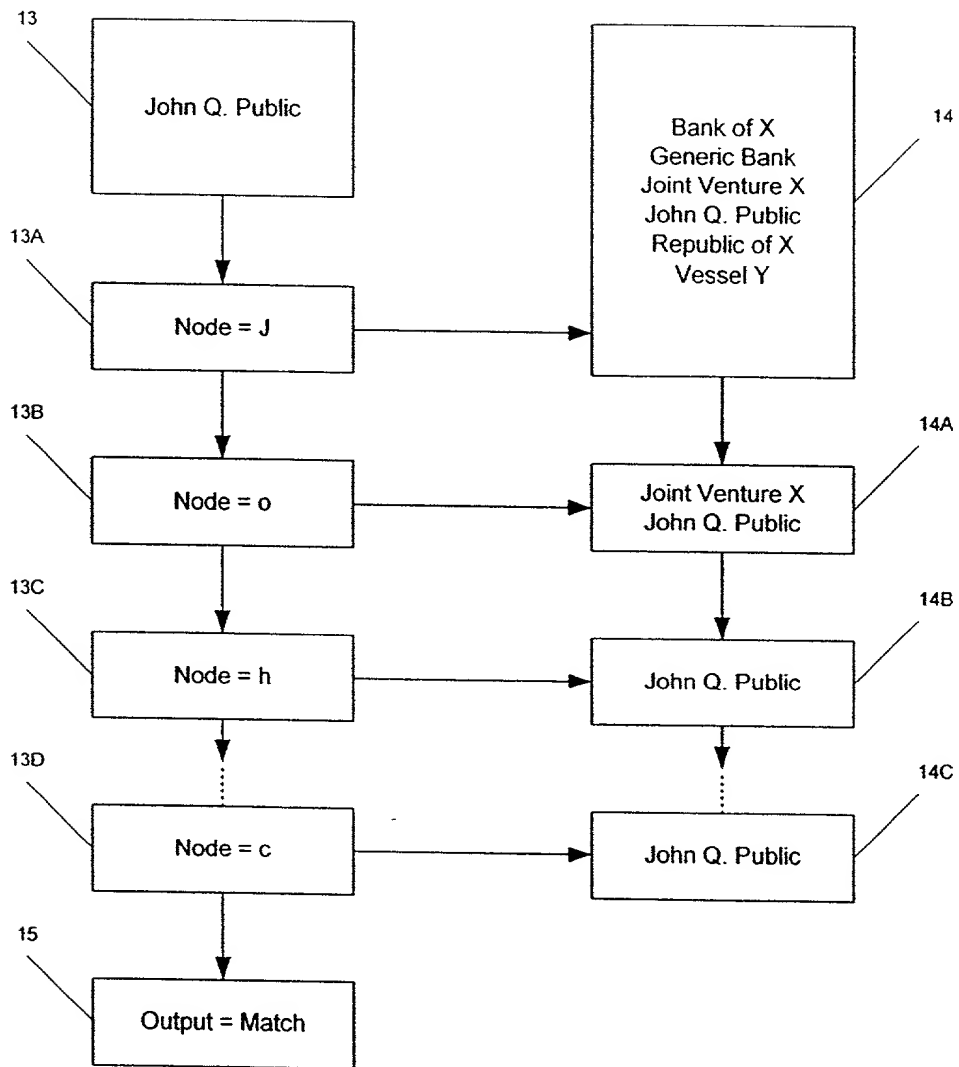 13
John Q. Public
14
Bank of X
Generic Bank
Joint Venture X
John Q. Public
Republic of X
Vessel Y
13A
Node = J
13B
Node = o
14A
Joint Venture X
John Q. Public
13C
Node = h
14B
John Q. Public
13D
Node = c
14C
John Q. Public
15
Output = Match